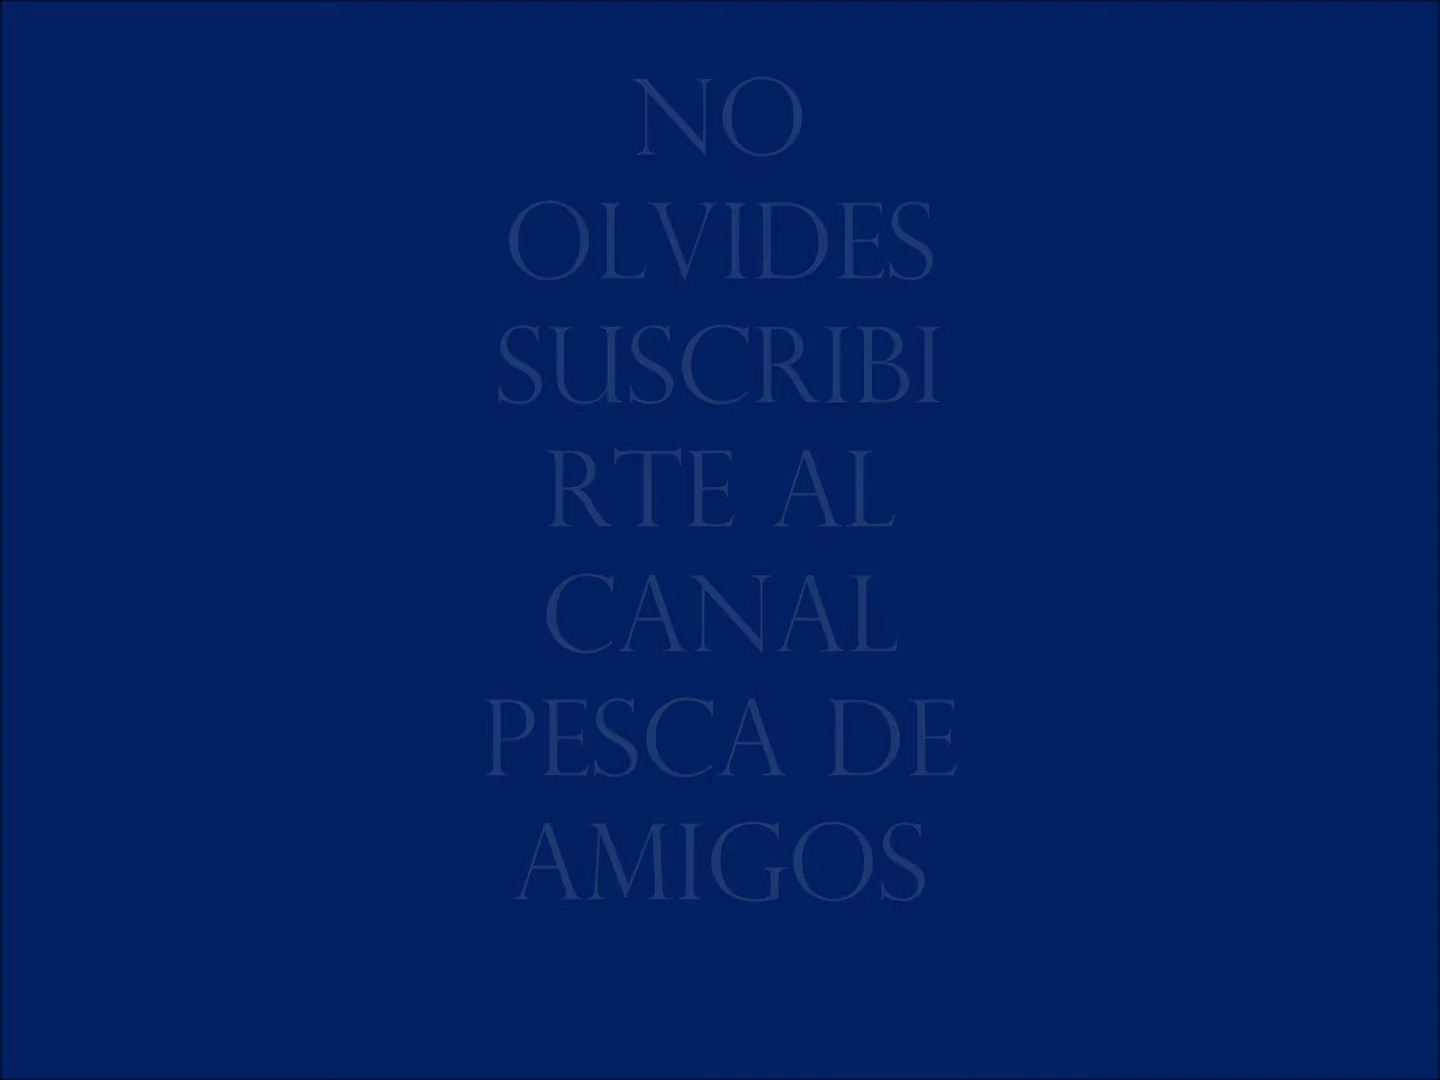 NO
OLVIDES
SUSCRIBI
RTE AL
CANAL
PESCA DE
AMIGOS